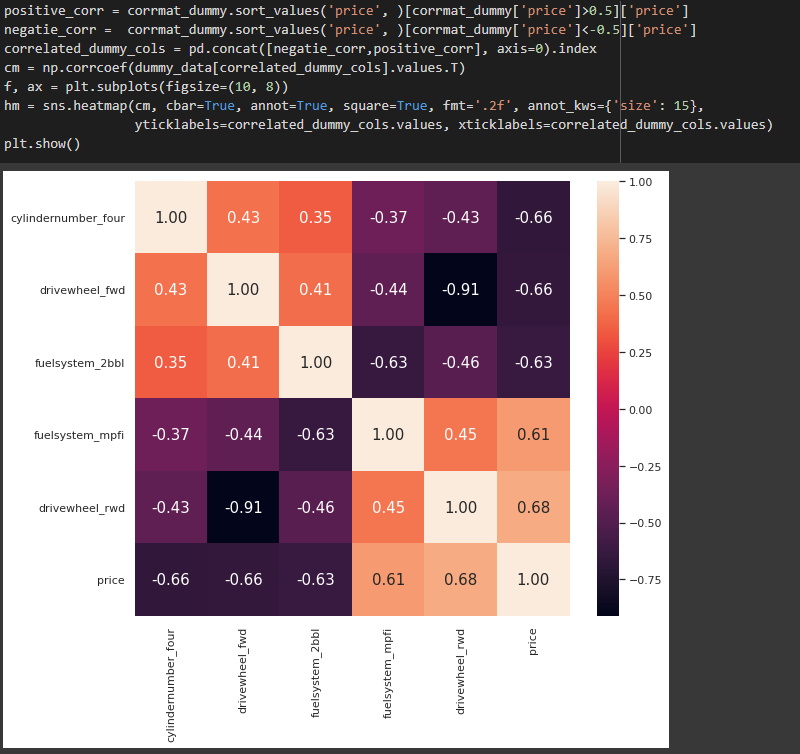 positive_corr = corrmat_dummy.sort_values('price', )[corrmat_dummy['price']>0.5]['price']
negatie_corr =  corrmat_dummy.sort_values('price', )[corrmat_dummy['price']<-0.5]['price']
correlated_dummy_cols = pd.concat([negatie_corr,positive_corr], axis=0).index
cm = np.corrcoef(dummy_data[correlated_dummy_cols].values.T)
f, ax = plt.subplots(figsize=(10, 8))
hm = sns.heatmap(cm, cbar=True, annot=True, square=True, fmt='.2f', annot_kws={'size': 15},
                 yticklabels=correlated_dummy_cols.values, xticklabels=correlated_dummy_cols.values)
plt.show()
cylindernumber_four 1.00 0.43 0.35 -0.37 -0.43 -0.66
drivewheel_fwd 0.43 1.00 0.41 -0.44 -0.91 -0.66
fuelsystem_2bbl 0.35 0.41 1.00 -0.63 -0.46 -0.63
fuelsystem_mpfi -0.37 -0.44 -0.63 1.00 0.45 0.61
drivewheel_rwd -0.43 -0.91 -0.46 0.45 1.00 0.68
price -0.66 -0.66 -0.63 0.61 0.68 1.00
cylindernumber_four
drivewheel_fwd
fuelsystem_2bbl
fuelsystem_mpfi
drivewheel_rwd
price
1.00
0.75
0.50
0.25
0.00
−0.25
−0.50
−0.75